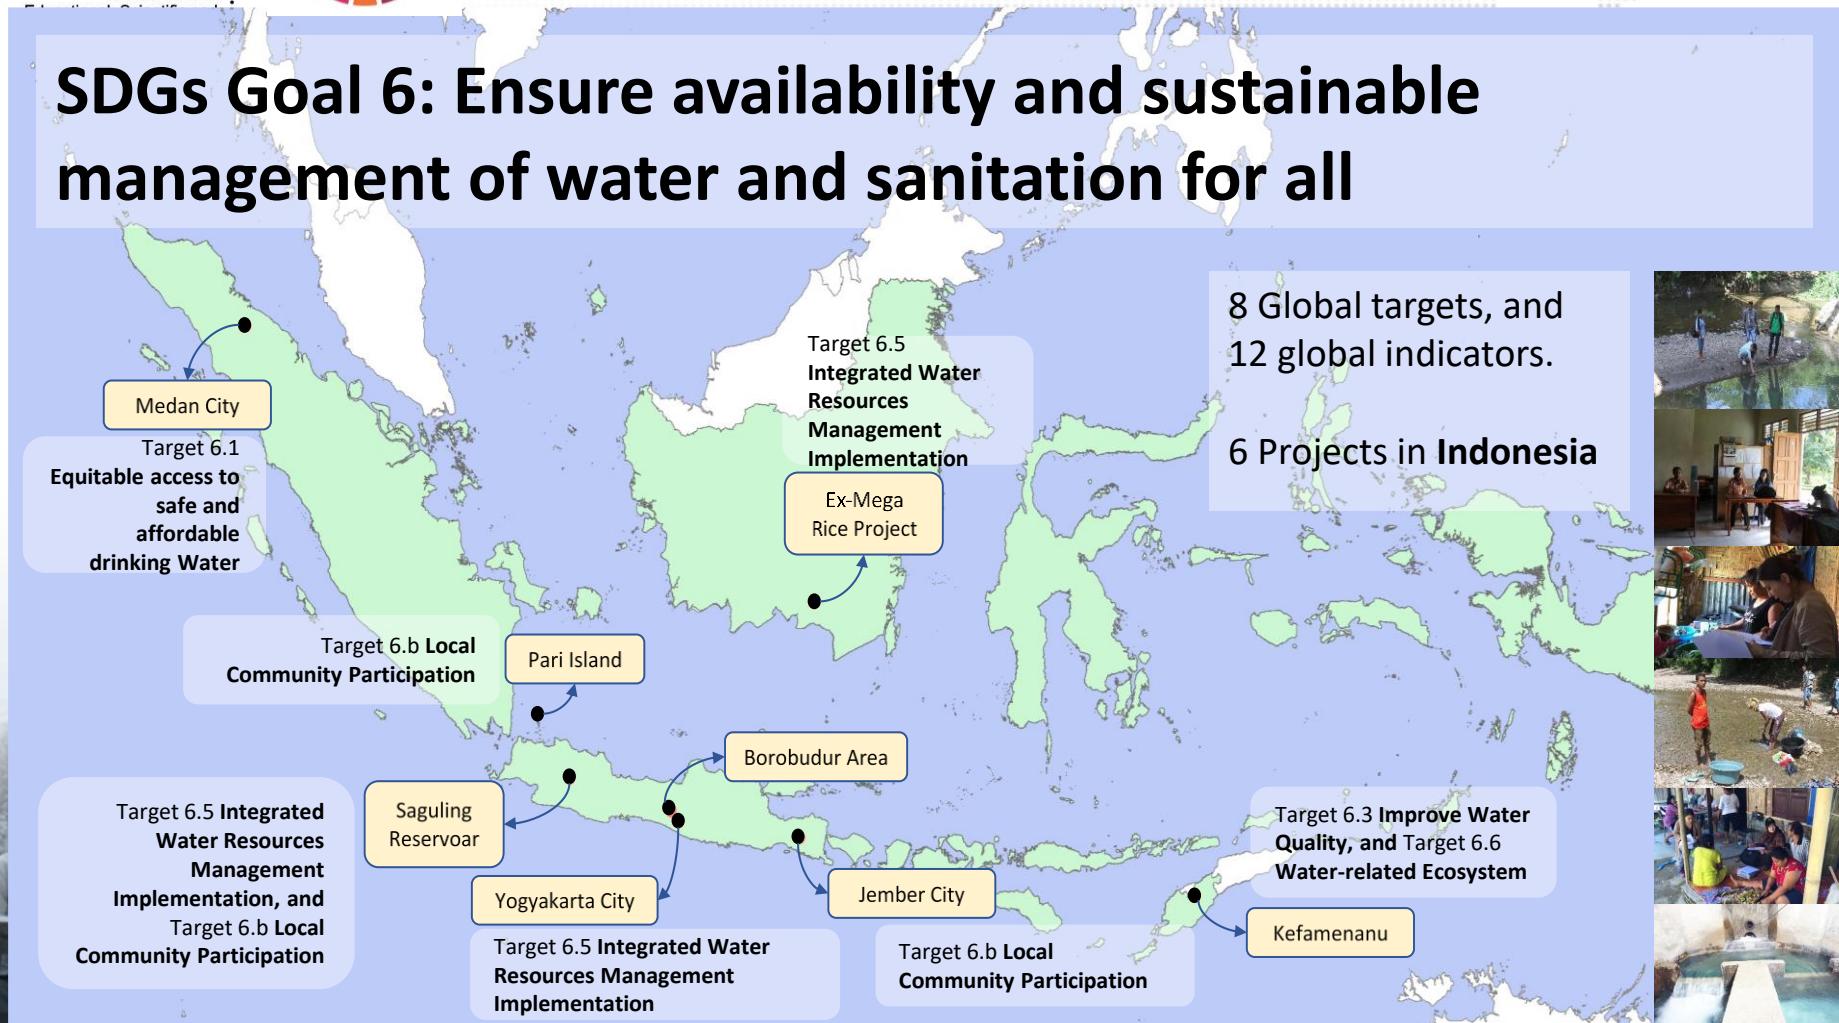 Educational, Scientific and
SDGs Goal 6: Ensure availability and sustainable
management of water and sanitation for all
8 Global targets, and
12 global indicators.
6 Projects in Indonesia
Medan City
Target 6.1
Equitable access to
safe and
affordable
drinking Water
Target 6.5
Integrated Water
Resources
Management
Implementation
Ex-Mega
Rice Project
Target 6.b Local
Community Participation
Pari Island
Borobudur Area
Saguling
Reservoar
Target 6.5 Integrated
Water Resources
Management
Implementation, and
Target 6.b Local
Community Participation
Yogyakarta City
Target 6.5 Integrated Water
Resources Management
Implementation
Jember City
Target 6.b Local
Community Participation
Target 6.3 Improve Water
Quality, and Target 6.6
Water-related Ecosystem
Kefamenanu